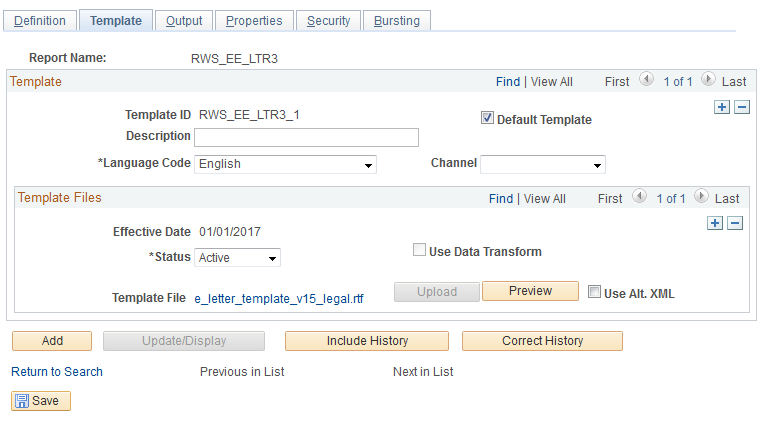 Definition Template Output Properties Security Bursting
Report Name: RWS_EE_LTR3
Template Find | View All First 1 of 1 Last
Template ID RWS_EE_LTR3_1 Default Template
Description
*Language Code English Channel
Template Files Find | View All First 1 of 1 Last
Effective Date 01/01/2017
*Status Active Use Data Transform
Template File e_letter_template_v15_legal.rtf Upload Preview Use Alt. XML
Add Update/Display Include History Correct History
Return to Search Previous in List Next in List
Save